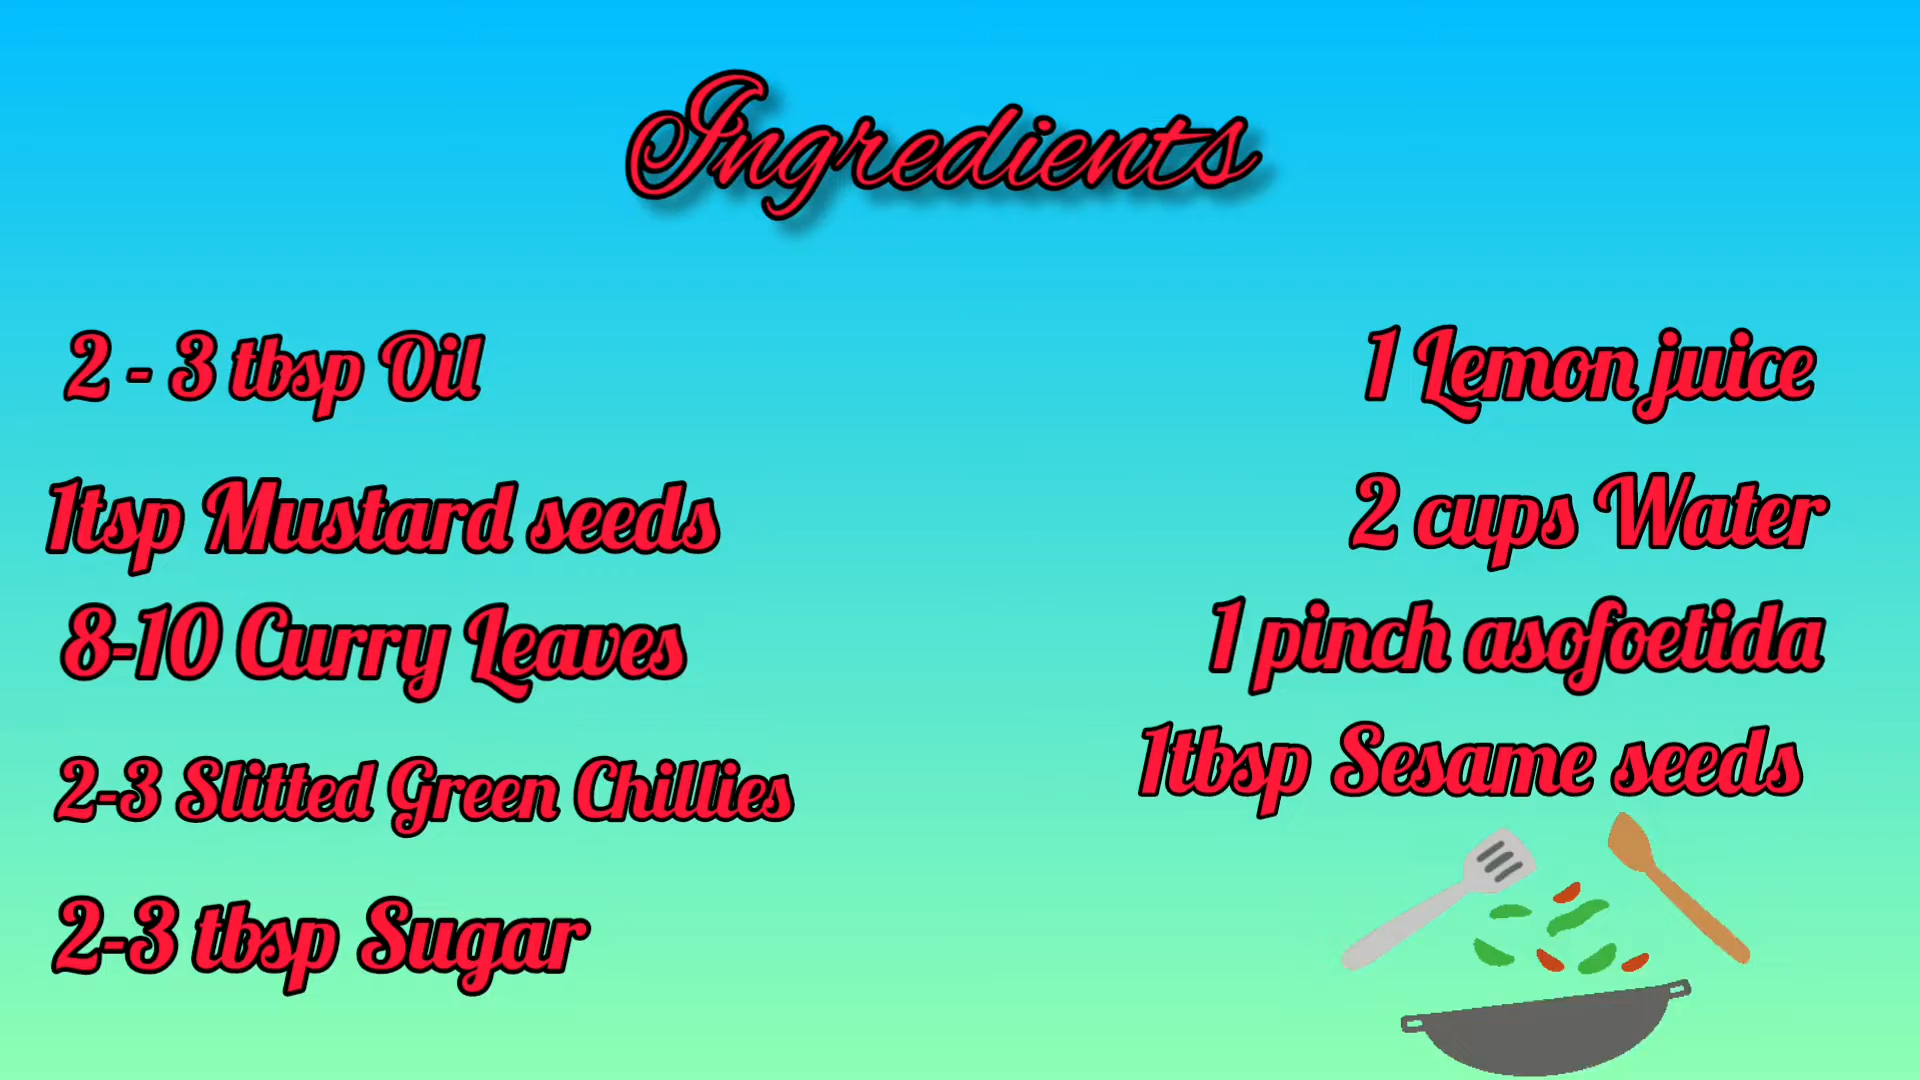 Ingredients
2 - 3 tbsp Oil
1tsp Mustard seeds
8-10 Curry Leaves
2-3 Slitted Green Chillies
2-3 tbsp Sugar
1 Lemon juice
2 cups Water
1 pinch asofoetida
1tbsp Sesame seeds